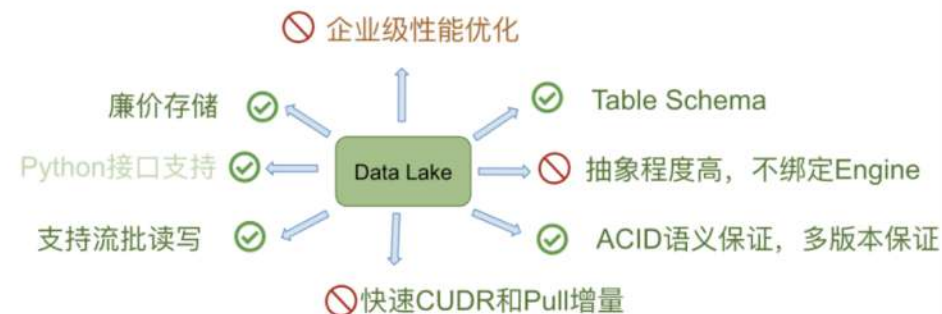 企业级性能优化
廉价存储
Table Schema
Python接口支持
Data Lake
抽象程度高，不绑定Engine
支持流批读写
ACID语义保证，多版本保证
快速CUDR和Pull增量